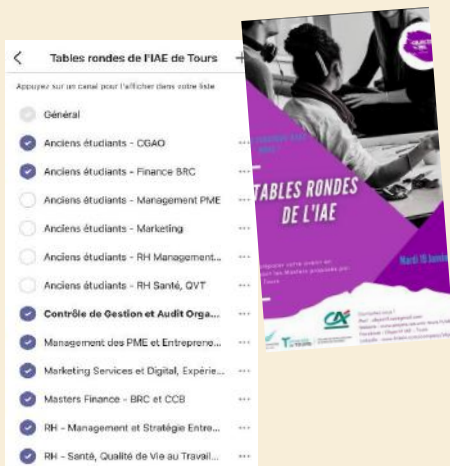 Tables rondes de l'IAE de Tours
Appuyez sur un canal pour l'afficher dans votre liste
Général
Anciens étudiants - CGAO
Anciens étudiants - Finance BRC
Anciens étudiants - Management PME
Anciens étudiants - Marketing
Anciens étudiants - RH Management...
Anciens étudiants - RH Santé, QVT
Contrôle de Gestion et Audit Orga...
Management des PME et Entreprene...
Marketing Services et Digital, Expérie...
Masters Finance - BRC et CCB
RH - Management et Stratégie Entre...
RH - Santé, Qualité de Vie au Travail...
TABLES RONDES
DE L'IAE
Mardi 18 Janvier
CA